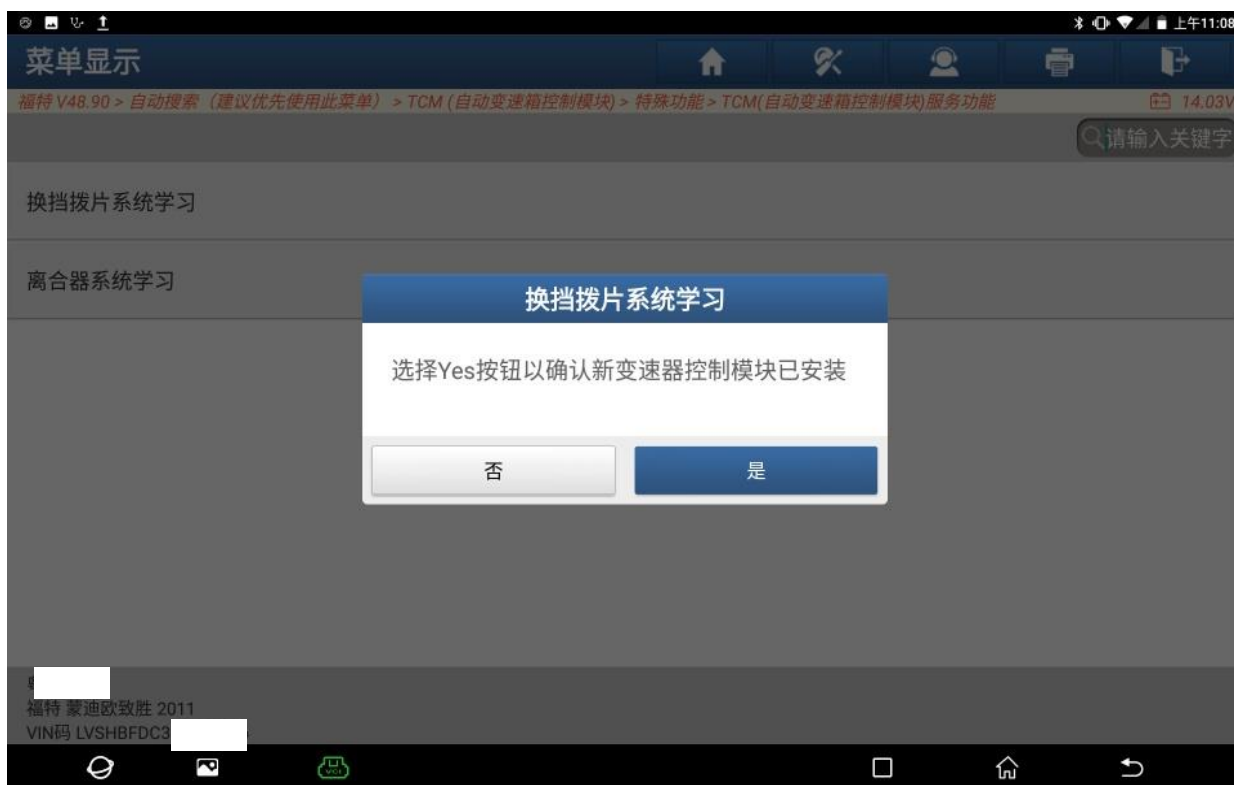 上午11:08
菜单显示
福特 V48.90 > 自动搜索（建议优先使用此菜单）> TCM (自动变速箱控制模块) > 特殊功能 > TCM(自动变速箱控制模块)服务功能
14.03V
请输入关键字
换挡拨片系统学习
离合器系统学习
换挡拨片系统学习
选择Yes按钮以确认新变速器控制模块已安装
否
是
福特 蒙迪欧致胜 2011
VIN码 LVSHBFDC3
VCI